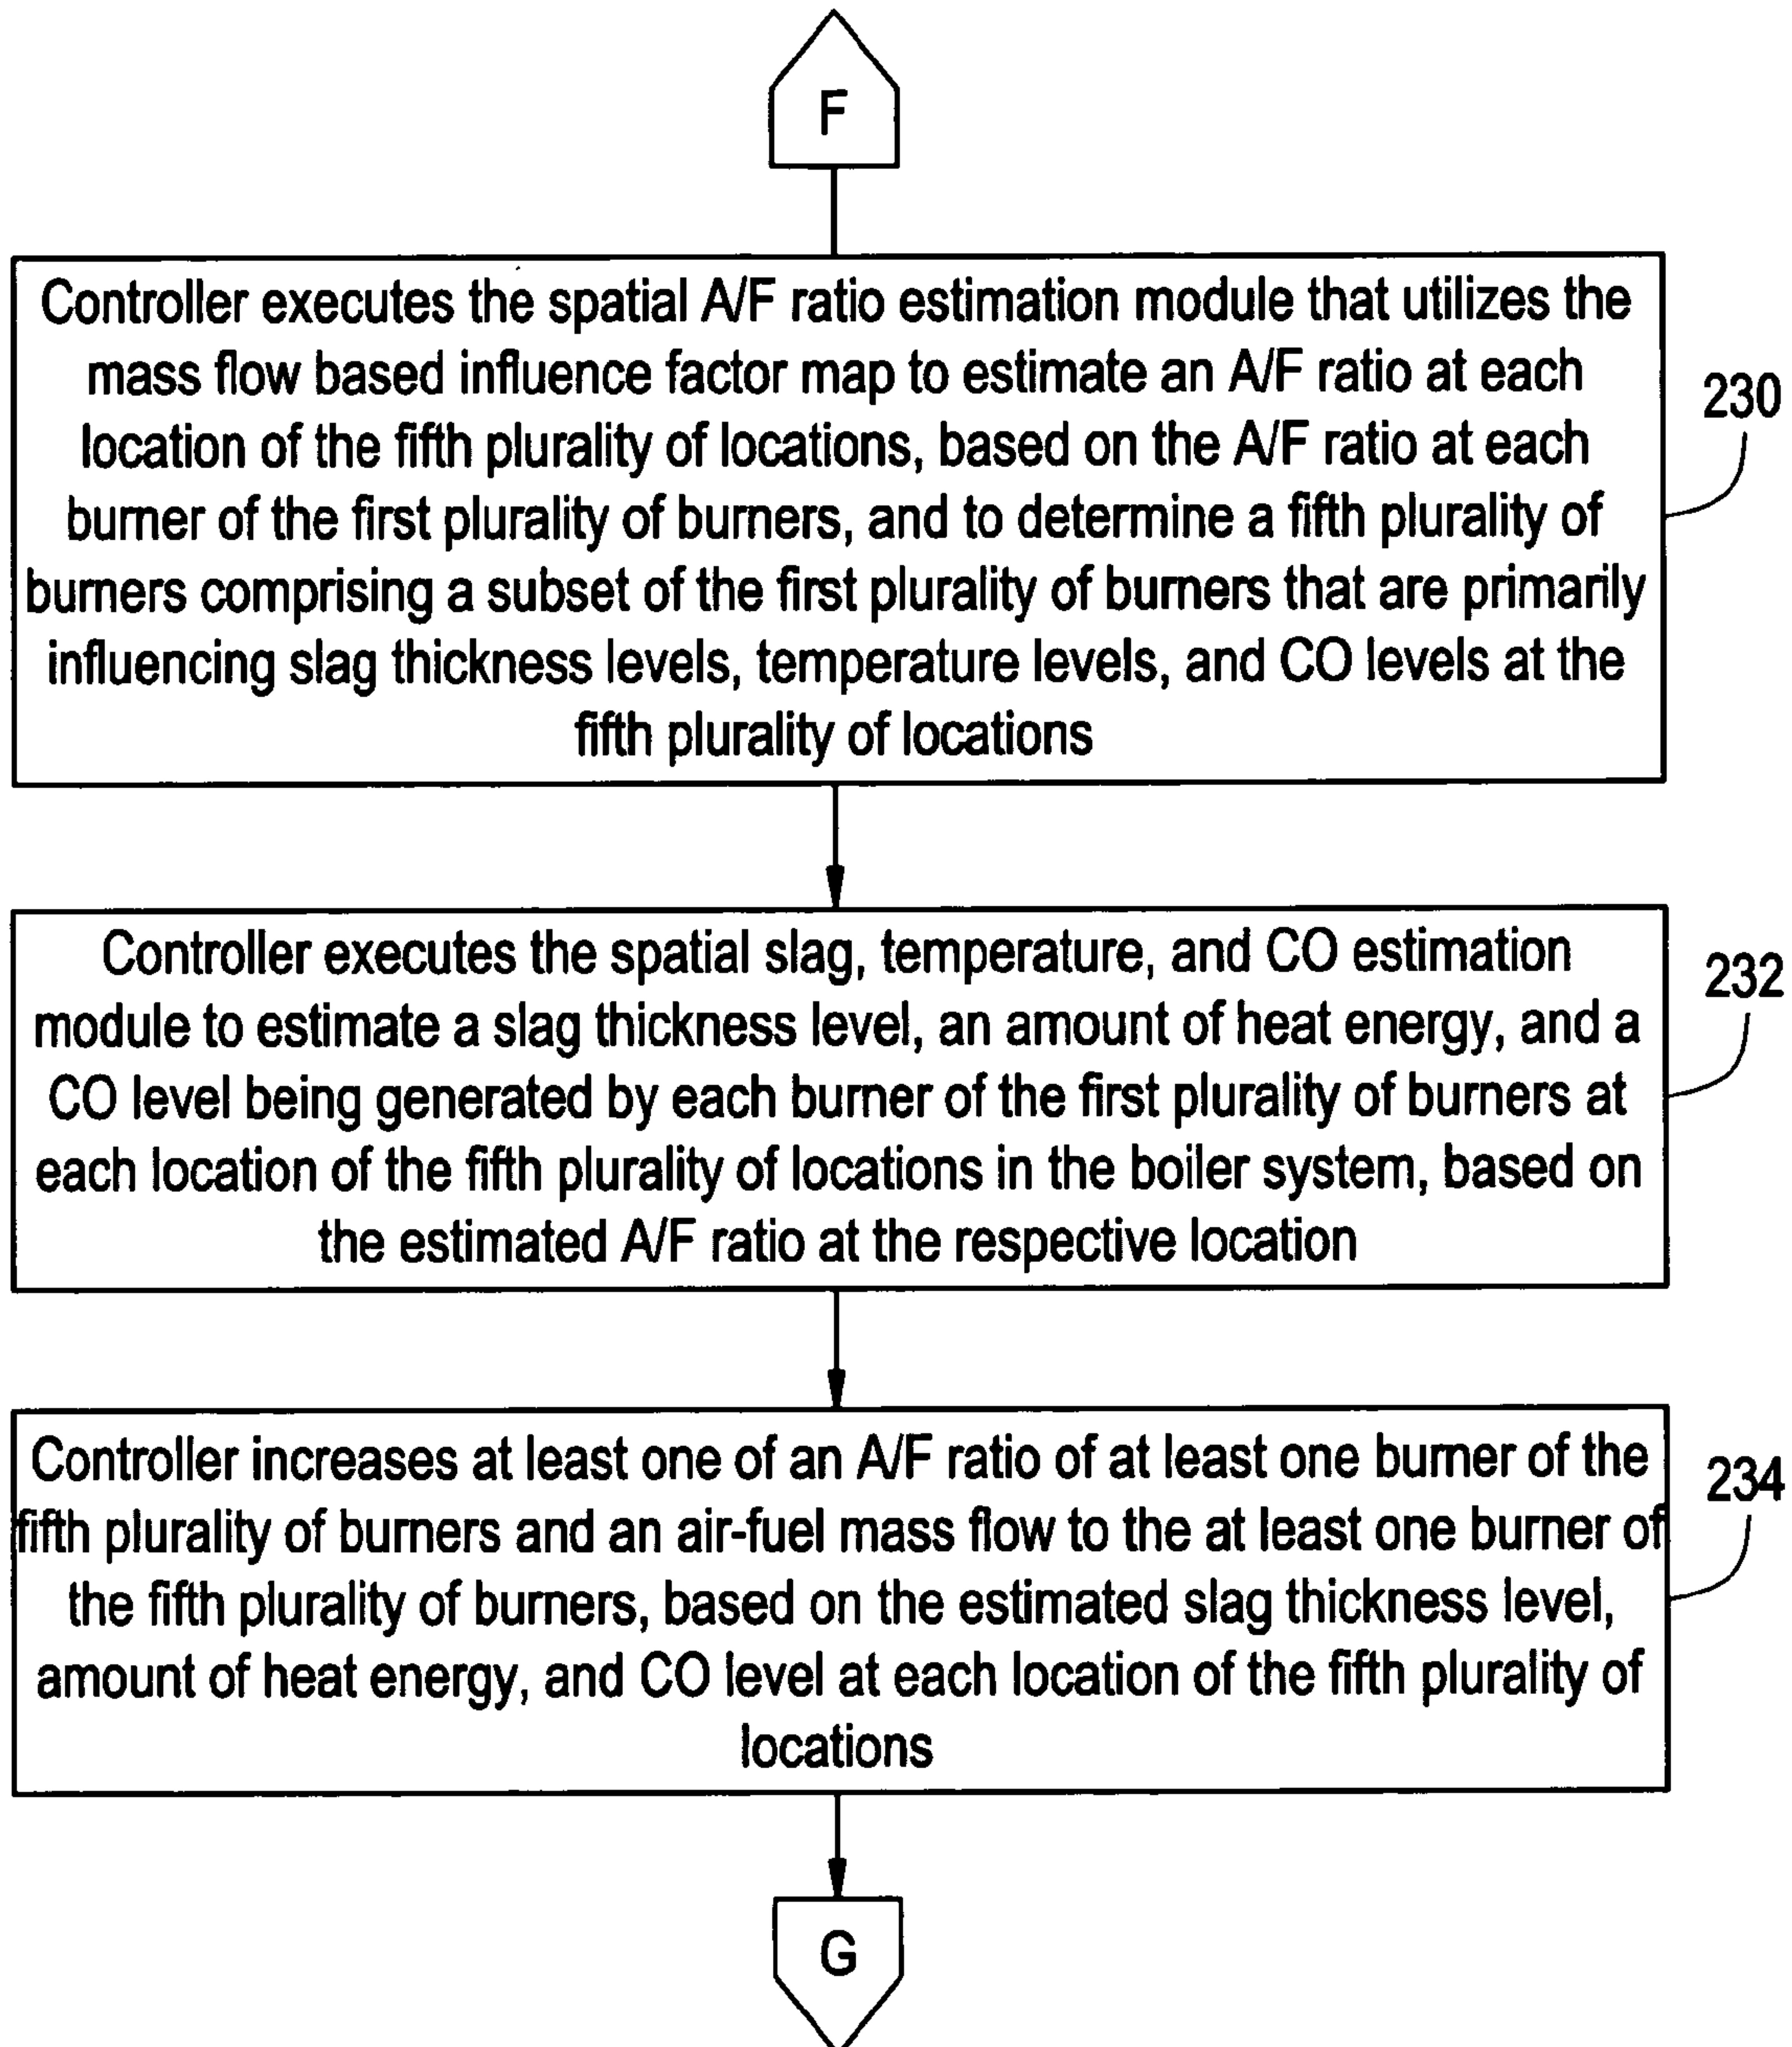 F
Controller executes the spatial A/F ratio estimation module that utilizes the
mass flow based influence factor map to estimate an A/F ratio at each
location of the fifth plurality of locations, based on the A/F ratio at each
burner of the first plurality of burners, and to determine a fifth plurality of
burners comprising a subset of the first plurality of burners that are primarily
influencing slag thickness levels, temperature levels, and CO levels at the
fifth plurality of locations
230
Controller executes the spatial slag, temperature, and CO estimation
module to estimate a slag thickness level, an amount of heat energy, and a
CO level being generated by each burner of the first plurality of burners at
each location of the fifth plurality of locations in the boiler system, based on
the estimated A/F ratio at the respective location
232
Controller increases at least one of an A/F ratio of at least one burner of the
fifth plurality of burners and an air-fuel mass flow to the at least one burner of
the fifth plurality of burners, based on the estimated slag thickness level,
amount of heat energy, and CO level at each location of the fifth plurality of
locations
234
G